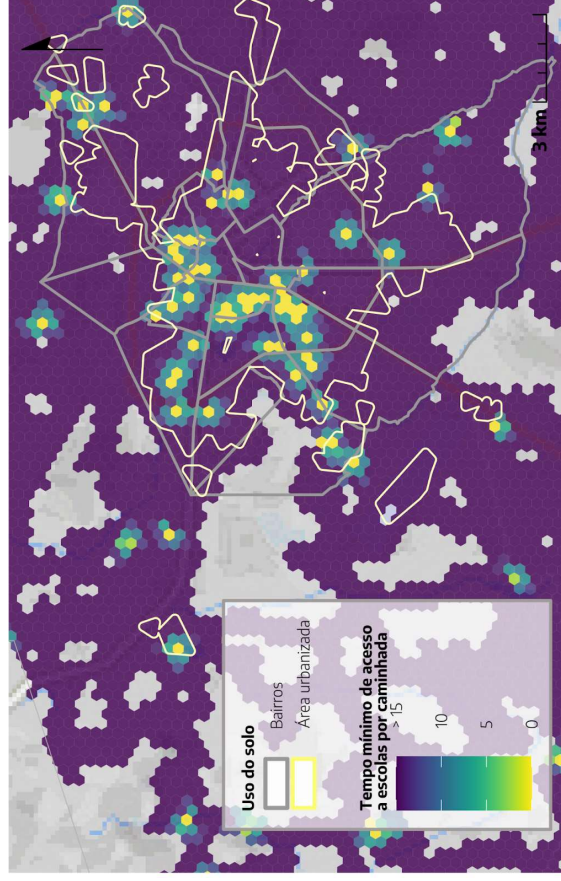 Uso do solo
Bairros
Área urbanizada
Tempo mínimo de acesso
a escolas por caminhada
> 15
10
5
0
3 km